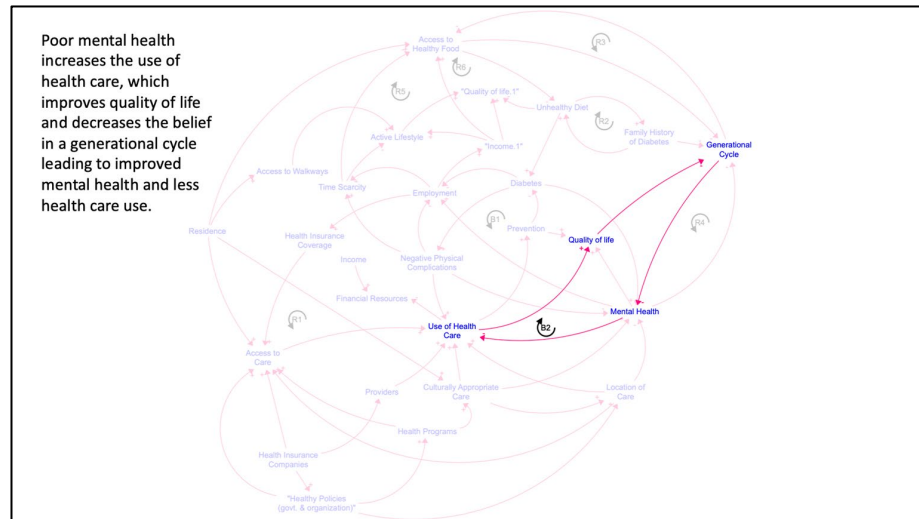 Poor mental health
increases the use of
health care, which
improves quality of life
and decreases the belief
in a generational cycle
leading to improved
mental health and less
health care use.
Access to
Healthy Food
R3
R6
R5
"Quality of life 1"
Unhealthy Diet
R2
Active Lifestyle
"Income 1"
Family History
of Diabetes
Generational
Cycle
Access to Walkways
Time Scarcity
Employment
Diabetes
Residence
B1
Prevention
R4
Health Insurance
Coverage
Quality of life
Income
Negative Physical
Complications
Financial Resources
R1
Use of Health
Care
B2
Mental Health
Access to
Care
Providers
Culturally Appropriate
Care
Location of
Care
Health Programs
Health Insurance
Companies
"Healthy Policies
(govt. & organization)"